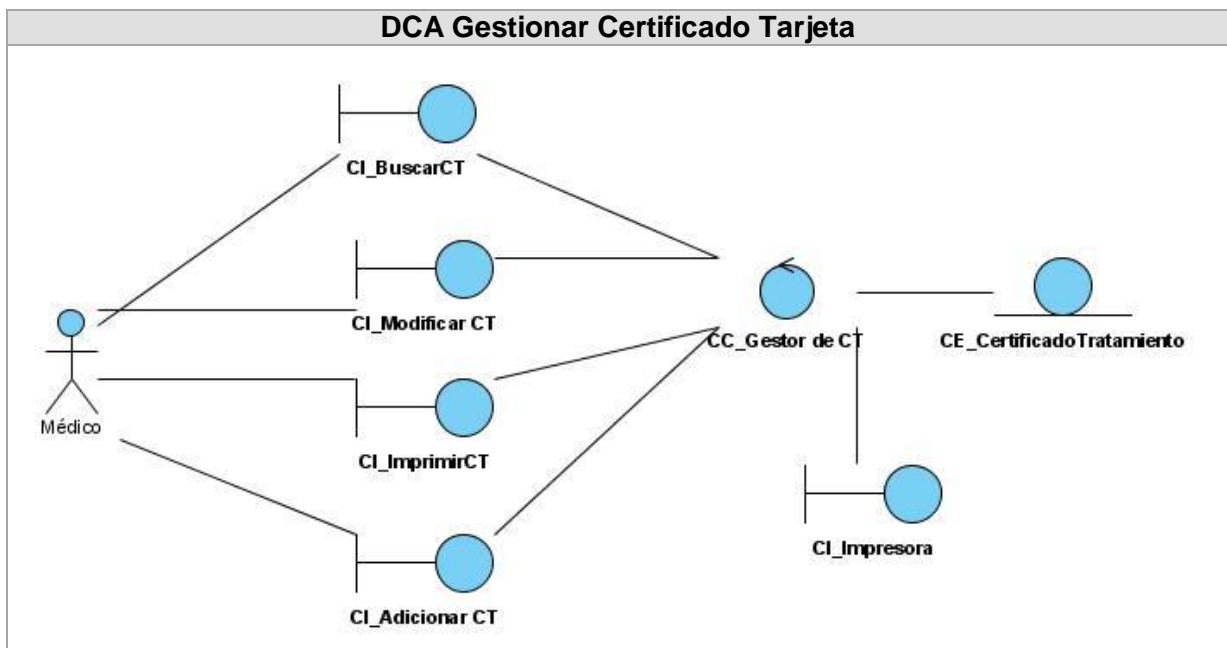 DCA Gestionar Certificado Tarjeta
CI_BuscarCT
CI_Modificar CT
CC_Gestor de CT
CE_CertificadoTratamiento
Médico
CI_ImprimirCT
CI_Impresora
CI_Adicionar CT